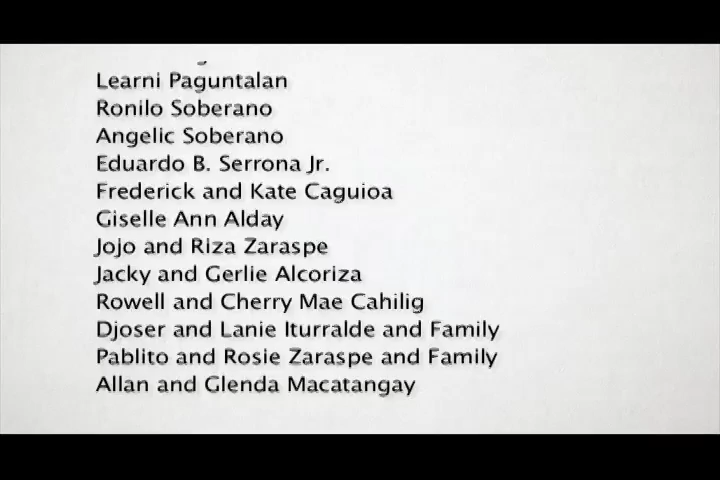 Learni Paguntalan
Ronilo Soberano
Angelic Soberano
Eduardo B. Serrona Jr.
Frederick and Kate Caguioa
Giselle Ann Alday
Jojo and Riza Zaraspe
Jacky and Gerlie Alcoriza
Rowell and Cherry Mae Cahilig
Djoser and Lanie Iturralde and Family
Pablito and Rosie Zaraspe and Family
Allan and Glenda Macatangay